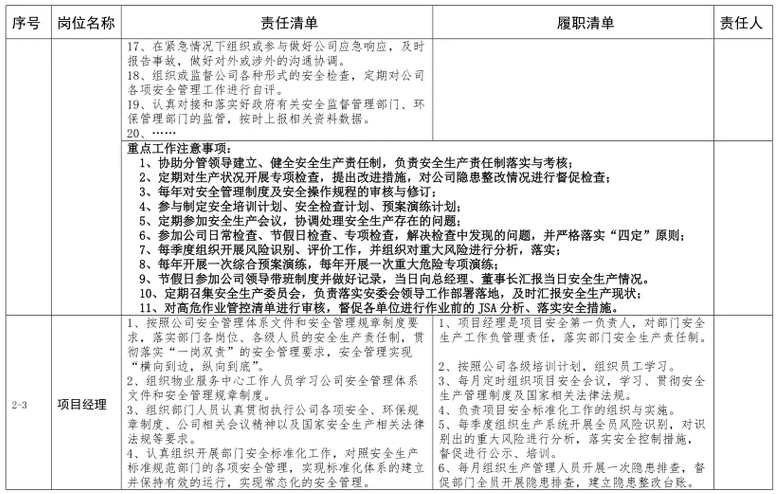 序号 岗位名称 责任清单 履职清单 责任人
17、在紧急情况下组织或参与做好公司应急响应，及时
报告事故，做好对外或涉外的沟通协调。
18、组织或监督公司各种形式的安全检查，定期对公司
各项安全管理工作进行自评。
19、认真对接和落实好政府有关安全监督管理部门、环
保管理部门的监管，按时上报相关资料数据。
20、……
重点工作注意事项：
1、协助分管领导建立、健全安全生产责任制，负责安全生产责任制落实与考核；
2、定期对生产状况开展专项检查，提出改进措施，对公司隐患整改情况进行督促检查；
3、每年对安全管理制度及安全操作规程的审核与修订；
4、参与制定安全培训计划、安全检查计划、预案演练计划；
5、定期参加安全生产会议，协调处理安全生产存在的问题；
6、参加公司日常检查、节假日检查、专项检查，解决检查中发现的问题，并严格落实“四定”原则；
7、每季度组织开展风险识别、评价工作，并组织对重大风险进行分析，落实；
8、每年开展一次综合预案演练，每年开展一次重大危险专项演练；
9、节假日参加公司领导带班制度并做好记录，当日向总经理、董事长汇报当日安全生产情况。
10、定期召集安全生产委员会，负责落实安委会领导工作部署落地，及时汇报安全生产现状；
11、对高危作业管控清单进行审核，督促各单位进行作业前的 JSA 分析、落实安全措施。
2-3
项目经理
1、按照公司安全管理体系文件和安全管理规章制度要
求，落实部门各岗位、各级人员的安全生产责任制，贯
彻落实“一岗双责”的安全管理要求，安全管理实现
“横向到边，纵向到底”。
2、组织物业服务中心工作人员学习公司安全管理体系
文件和安全管理规章制度。
3、组织部门人员认真贯彻执行公司各项安全、环保规
章制度、公司相关会议精神以及国家安全生产相关法律
法规等要求。
4、认真组织开展部门安全标准化工作，对照安全生产
标准规范部门的各项安全管理，实现标准化体系的建立
并保持有效的运行，实现常态化的安全管理。
1、项目经理是项目安全第一负责人，对部门安全
生产工作负管理责任，落实部门安全生产责任制。
2、按照公司各级培训计划，组织员工学习。
3、每月定时组织项目安全会议，学习、贯彻安全
生产管理制度及国家相关法律法规。
4、负责项目安全标准化工作的组织与实施。
5、每季度组织生产系统开展全员风险识别，对识
别出的重大风险进行分析，落实安全控制措施，
督促进行公示、培训。
6、每月组织生产管理人员开展一次隐患排查，督
促部门全员开展隐患排查，建立隐患整改台账。